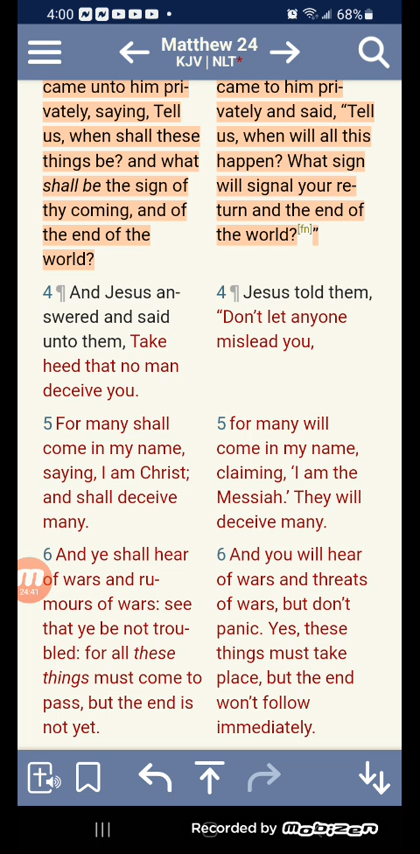 4:00 68%
Matthew 24
KJV | NLT*
came unto him pri-
vately, saying, Tell
us, when shall these
things be? and what
shall be the sign of
thy coming, and of
the end of the
world?
4 ¶ And Jesus an-
swered and said
unto them, Take
heed that no man
deceive you.
5 For many shall
come in my name,
saying, I am Christ;
and shall deceive
many.
6 And ye shall hear
of wars and ru-
mours of wars: see
that ye be not trou-
bled: for all these
things must come to
pass, but the end is
not yet.
came to him pri-
vately and said, “Tell
us, when will all this
happen? What sign
will signal your re-
turn and the end of
the world?[fn]”
4 ¶ Jesus told them,
“Don’t let anyone
mislead you,
5 for many will
come in my name,
claiming, ‘I am the
Messiah.’ They will
deceive many.
6 And you will hear
of wars and threats
of wars, but don’t
panic. Yes, these
things must take
place, but the end
won’t follow
immediately.
m
24:41
Recorded by mobizen